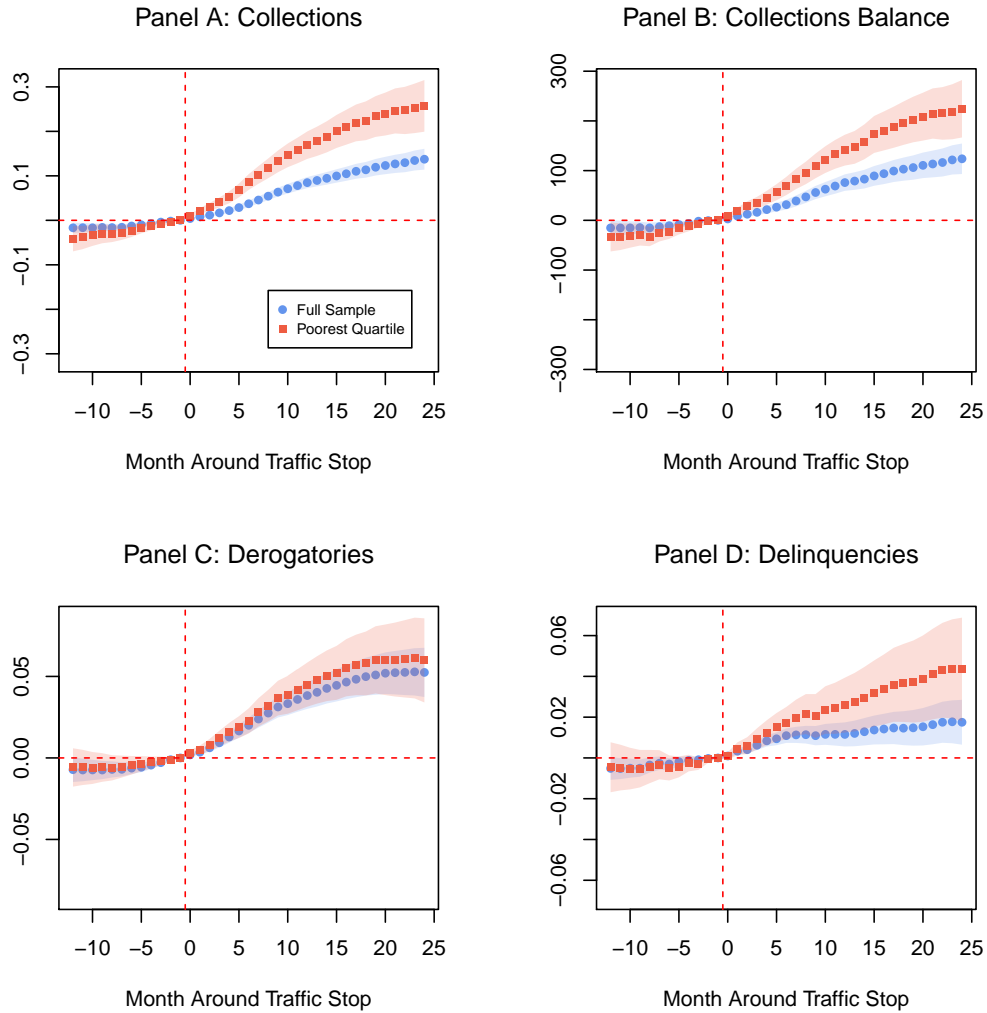 Panel A: Collections
0.3
0.1
−0.1
−0.3
Full Sample
Poorest Quartile
−10 −5 0 5 10 15 20 25
Month Around Traffic Stop
Panel B: Collections Balance
300
100
0
−100
−300
−10 −5 0 5 10 15 20 25
Month Around Traffic Stop
Panel C: Derogatories
0.05
0.00
−0.05
−10 −5 0 5 10 15 20 25
Month Around Traffic Stop
Panel D: Delinquencies
0.06
0.02
−0.02
−0.06
−10 −5 0 5 10 15 20 25
Month Around Traffic Stop